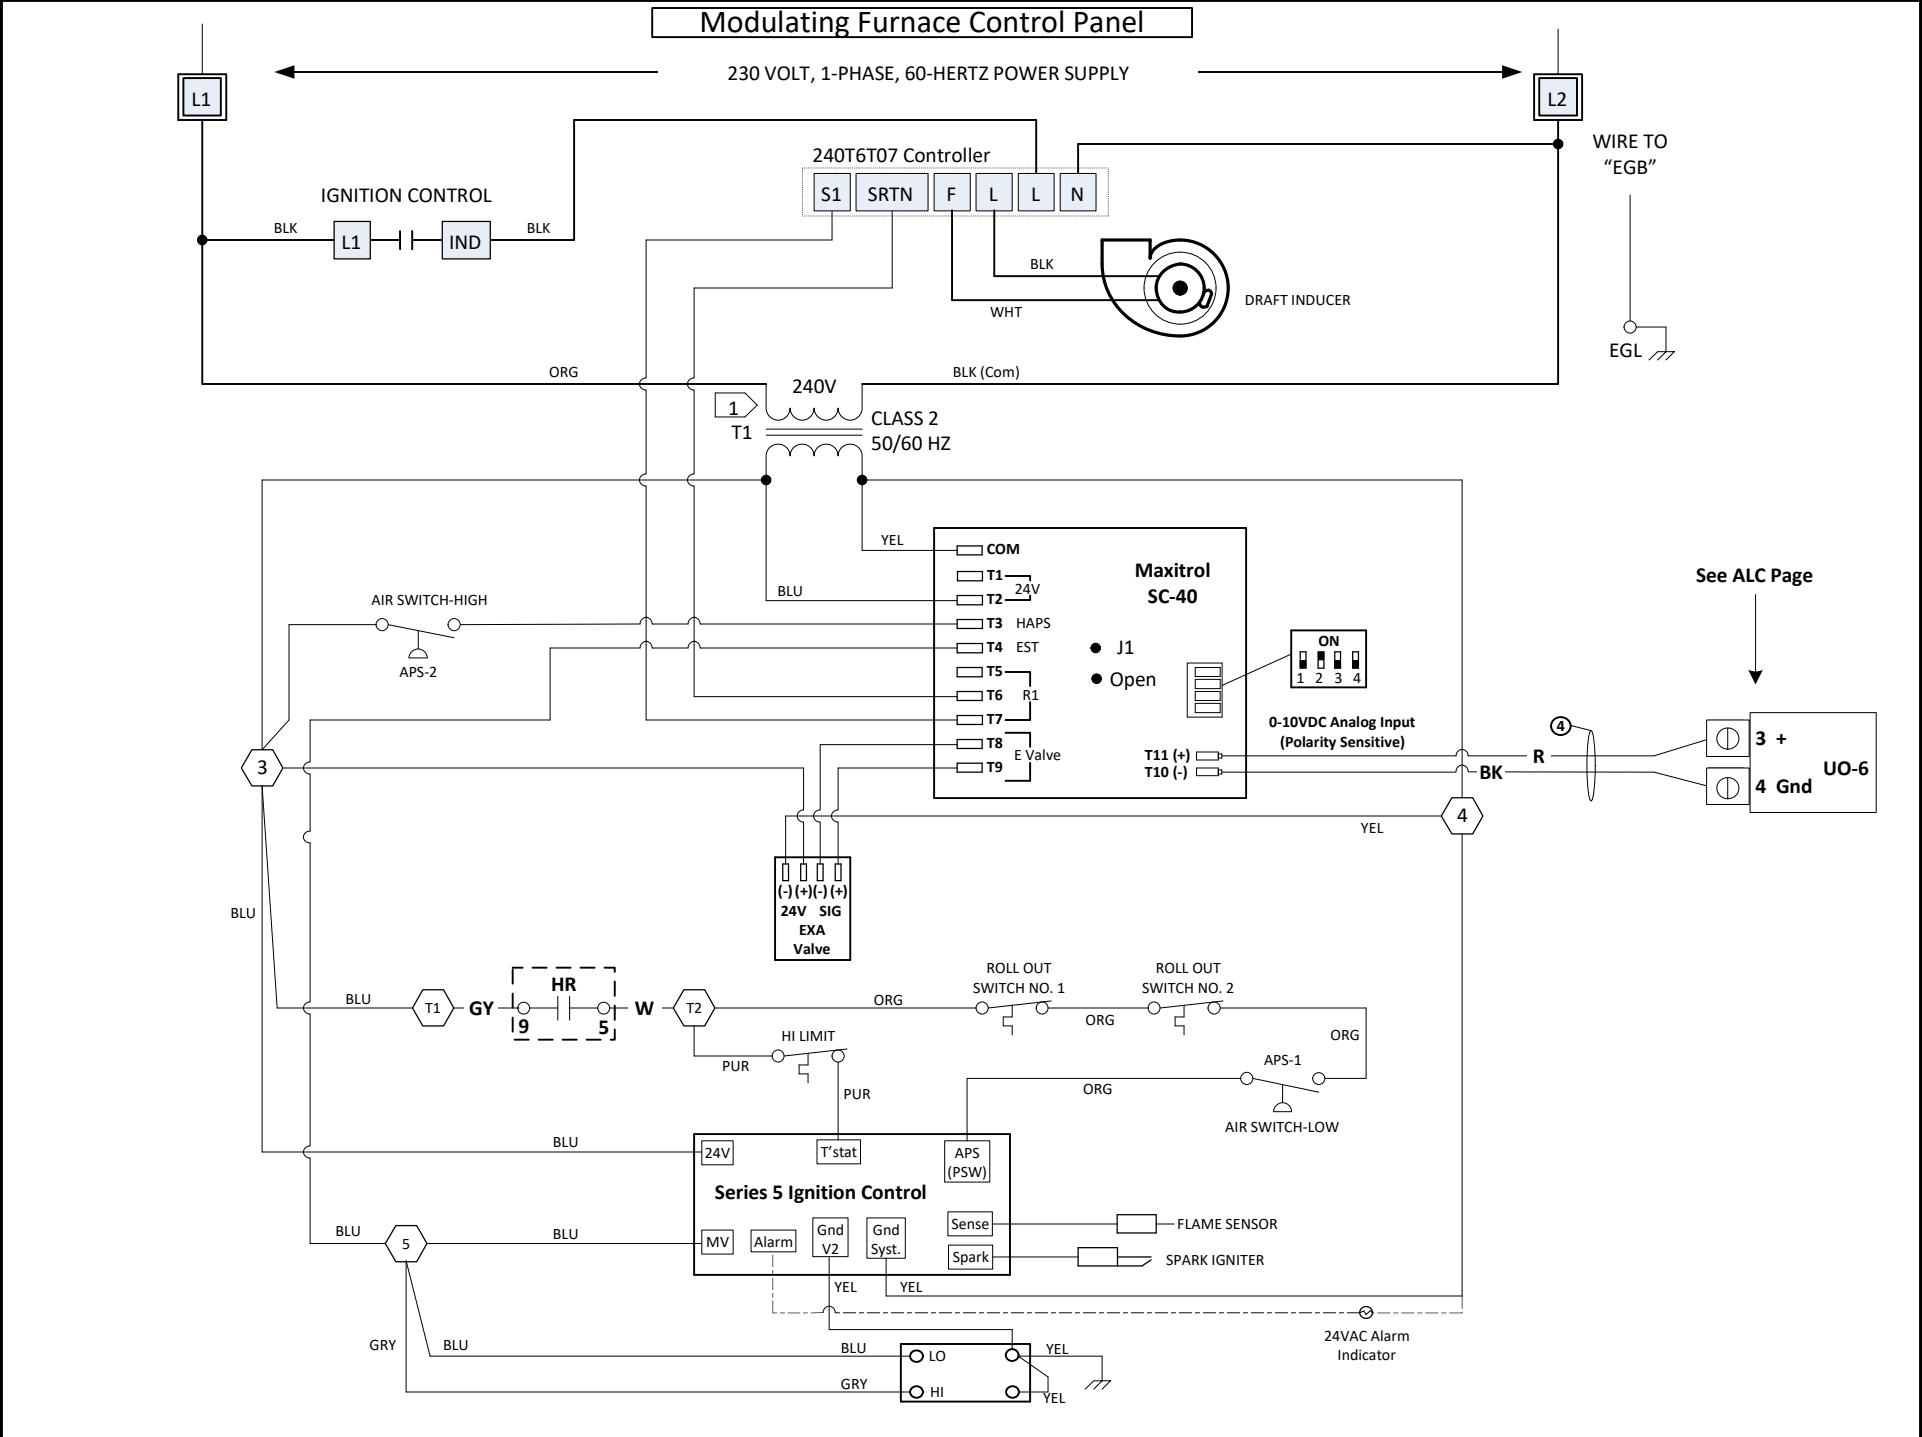 Modulating Furnace Control Panel
230 VOLT, 1-PHASE, 60-HERTZ POWER SUPPLY
L1
L2
WIRE TO
“EGB”
240T6T07 Controller
S1 SRTN F L L N
IGNITION CONTROL
BLK
L1
IND
BLK
BLK
WHT
DRAFT INDUCER
EGL
ORG
240V
BLK (Com)
1
T1
CLASS 2
50/60 HZ
YEL
BLU
COM
T1
T2
24V
T3 HAPS
T4 EST
T5
T6
T7
R1
T8
T9
E Valve
Maxitrol
SC-40
J1
Open
ON
1 2 3 4
0-10VDC Analog Input
(Polarity Sensitive)
T11 (+)
T10 (-)
See ALC Page
4
R
BK
3 +
4 Gnd
UO-6
AIR SWITCH-HIGH
APS-2
3
4
YEL
(-) (+) (-) (+)
24V SIG
EXA
Valve
BLU
BLU
T1
GY
HR
9
5
W
T2
ORG
ROLL OUT
SWITCH NO. 1
ORG
ROLL OUT
SWITCH NO. 2
ORG
HI LIMIT
PUR
PUR
APS-1
ORG
AIR SWITCH-LOW
BLU
24V
T’stat
APS
(PSW)
Series 5 Ignition Control
BLU
5
BLU
MV
Alarm
Gnd
V2
Gnd
Syst.
Sense
Spark
FLAME SENSOR
SPARK IGNITER
YEL
YEL
24VAC Alarm
Indicator
GRY
BLU
BLU
LO
YEL
GRY
HI
YEL